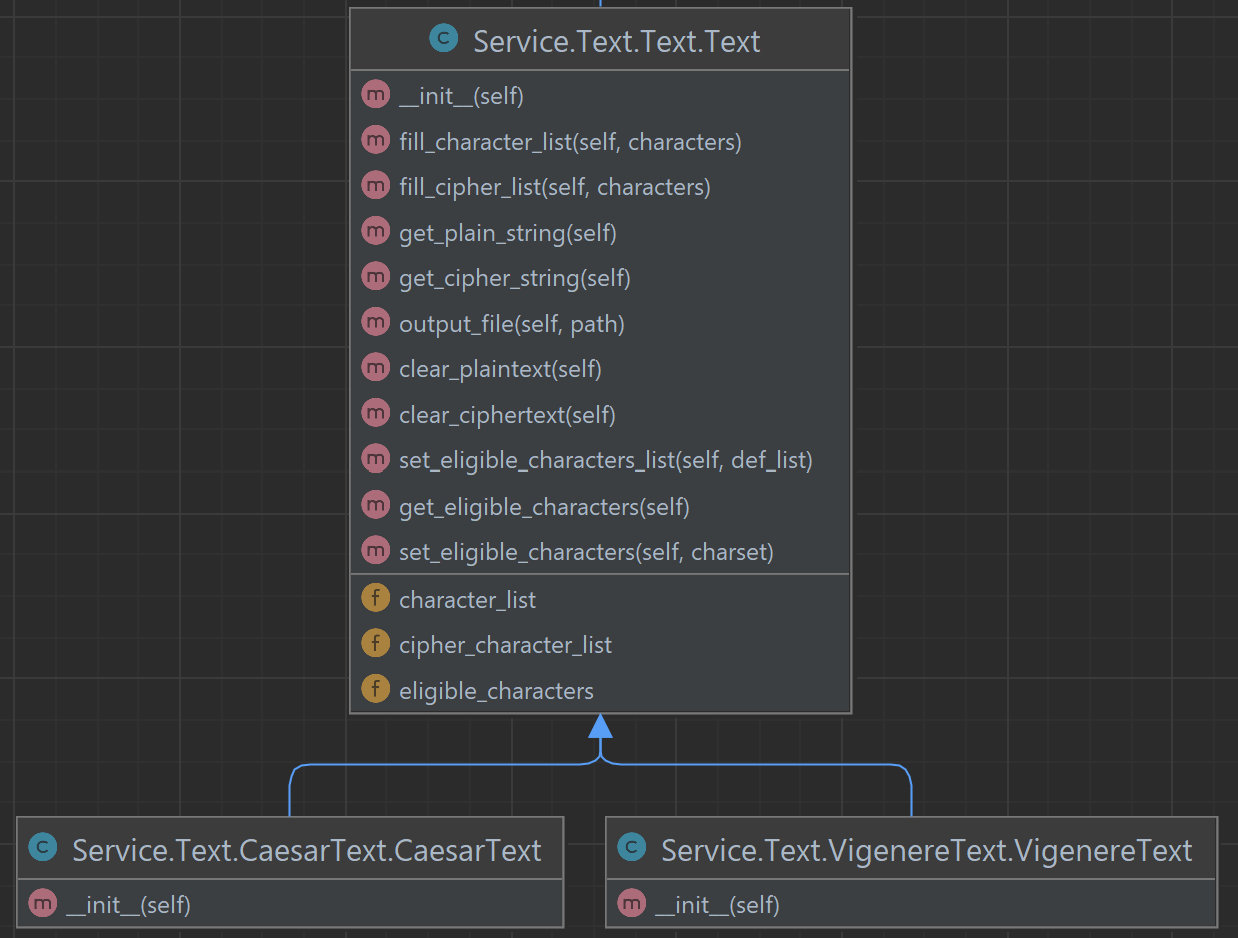 C Service.Text.Text.Text
m __init__(self)
m fill_character_list(self, characters)
m fill_cipher_list(self, characters)
m get_plain_string(self)
m get_cipher_string(self)
m output_file(self, path)
m clear_plaintext(self)
m clear_ciphertext(self)
m set_eligible_characters_list(self, def_list)
m get_eligible_characters(self)
m set_eligible_characters(self, charset)
f character_list
f cipher_character_list
f eligible_characters
C Service.Text.CaesarText.CaesarText
m __init__(self)
C Service.Text.VigenereText.VigenereText
m __init__(self)